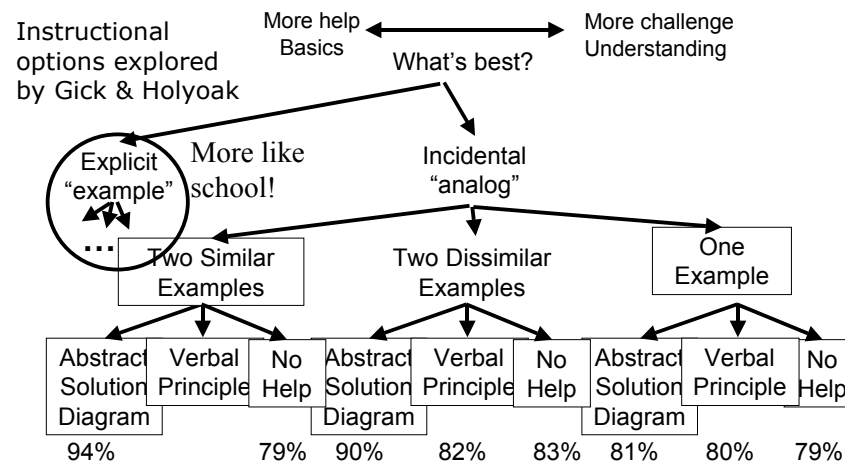 Instructional
options explored
by Gick & Holyoak
More help
Basics
More challenge
Understanding
What's best?
Explicit
"example"
...
More like
school!
Incidental
"analog"
Two Similar
Examples
Two Dissimilar
Examples
One
Example
Abstract
Solution
Diagram
Verbal
Principle
No
Help
Abstract
Solution
Diagram
Verbal
Principle
No
Help
Abstract
Solution
Diagram
Verbal
Principle
No
Help
94% 79% 90% 82% 83% 81% 80% 79%